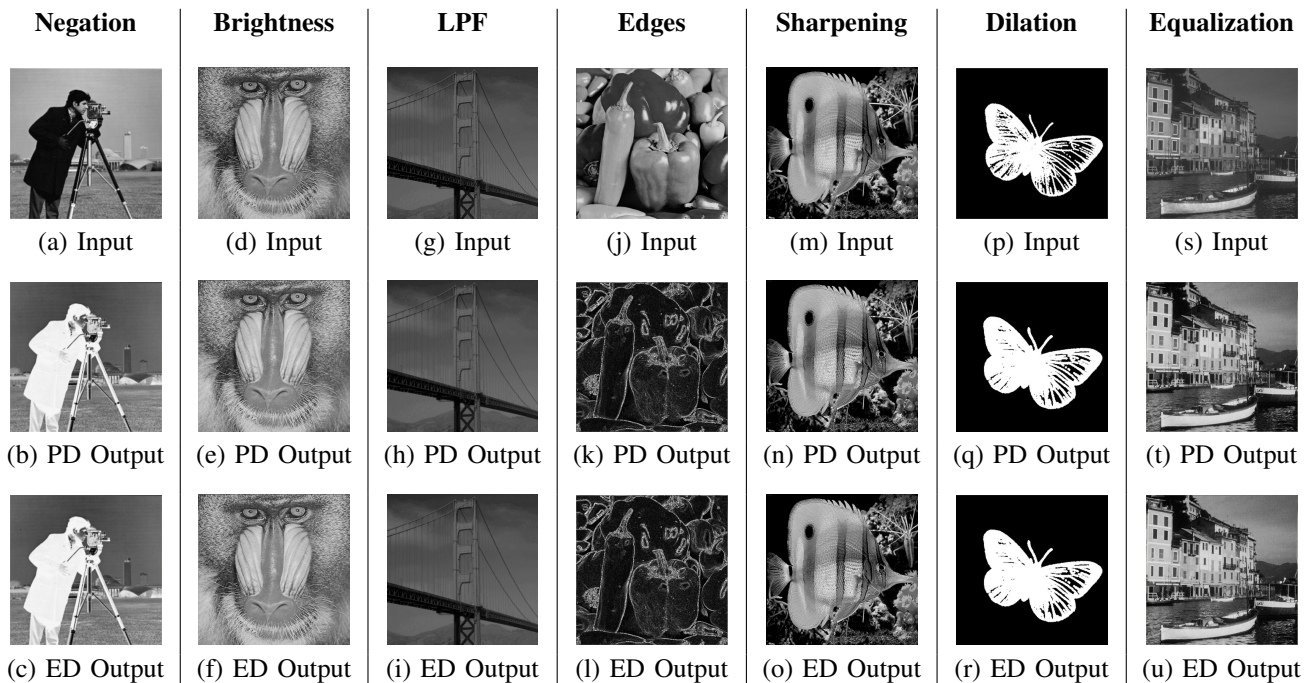 Negation Brightness LPF Edges Sharpening Dilation Equalization
(a) Input (d) Input (g) Input (j) Input (m) Input (p) Input (s) Input
(b) PD Output (e) PD Output (h) PD Output (k) PD Output (n) PD Output (q) PD Output (t) PD Output
(c) ED Output (f) ED Output (i) ED Output (l) ED Output (o) ED Output (r) ED Output (u) ED Output